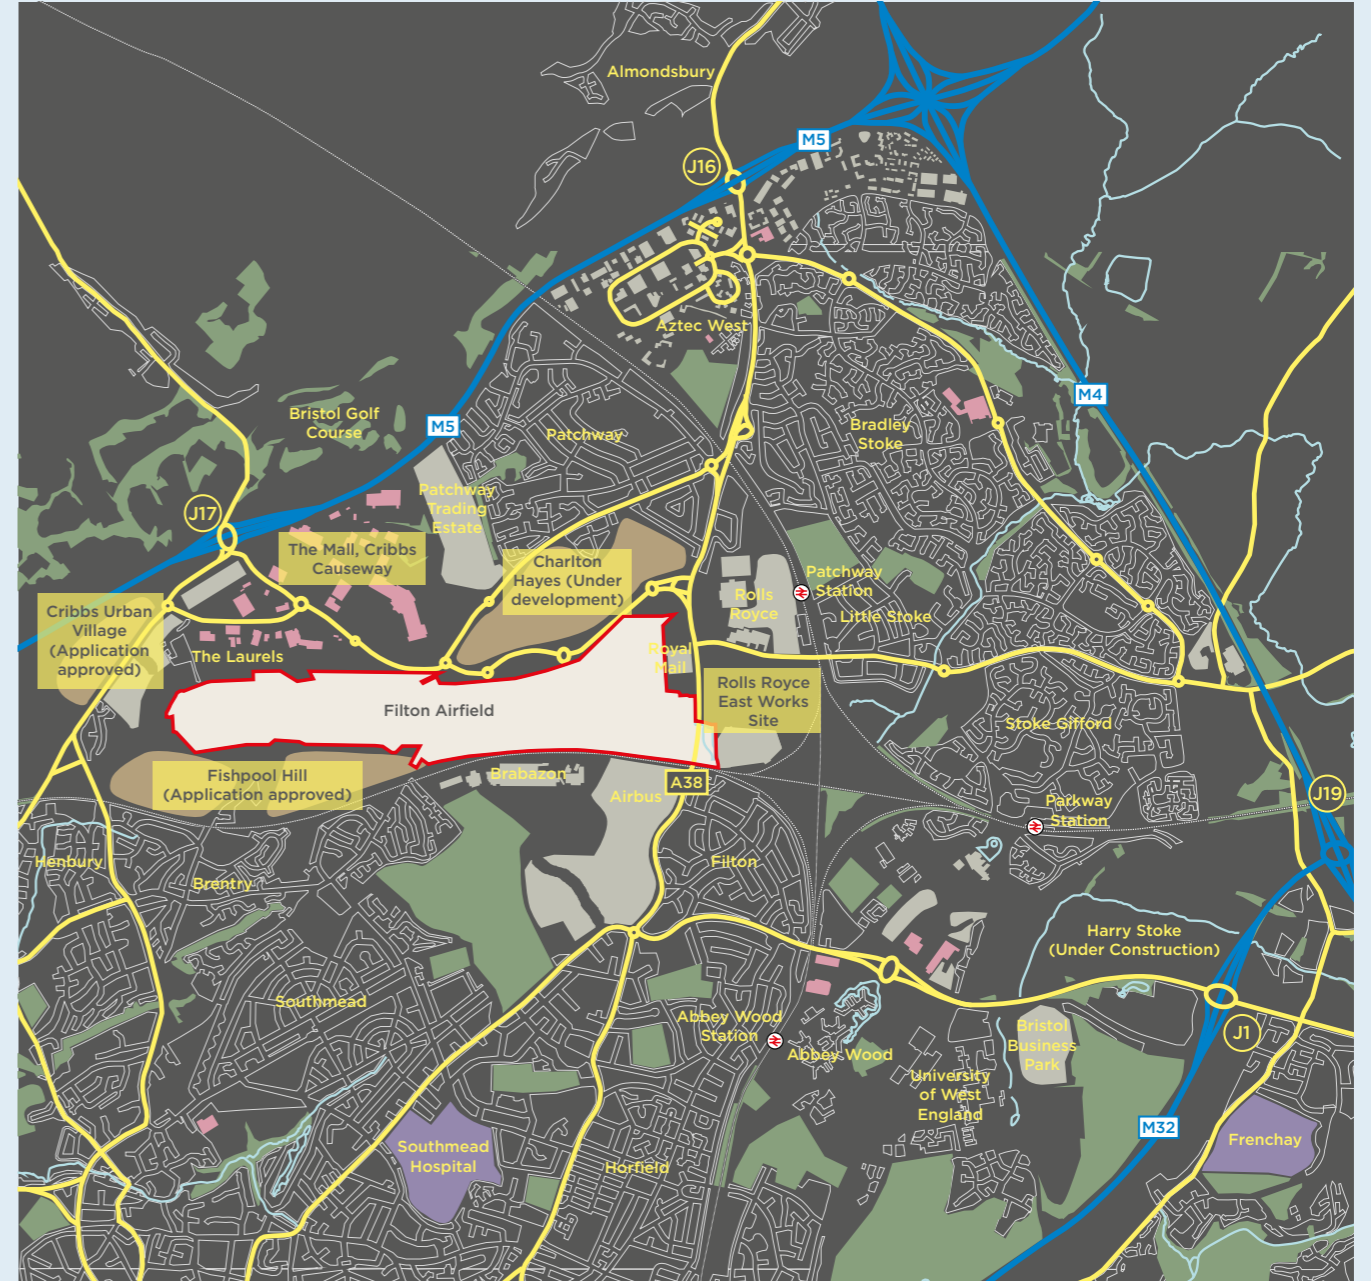 Almondsbury
M5
J16
Aztec West
M4
Bristol Golf
Course
M5
Patchway
Bradley
Stoke
J17
Patchway
Trading
Estate
The Mall, Cribbs
Causeway
Charlton
Hayes (Under
development)
Patchway
Station
Rolls
Royce
Little Stoke
Cribbs Urban
Village
(Application
approved)
The Laurels
Royal
Mail
Rolls Royce
East Works
Site
Filton Airfield
Stoke Gifford
Fishpool Hill
(Application approved)
Brabazon
Airbus
A38
J19
Parkway
Station
Henbury
Brentry
Filton
Harry Stoke
(Under Construction)
Southmead
Abbey Wood
Station
Abbey Wood
Bristol
Business
Park
J1
University
of West
England
M32
Frenchay
Southmead
Hospital
Horfield